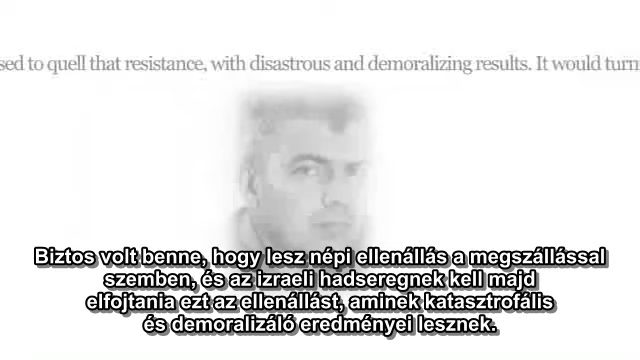 sed to quell that resistance, with disastrous and demoralizing results. It would turn
Biztos volt benne, hogy lesz népi ellenállás a megszállással
szemben, és az izraeli hadseregnek kell majd
elfojtania ezt az ellenállást, aminek katasztrofális
és demoralizáló eredményei lesznek.